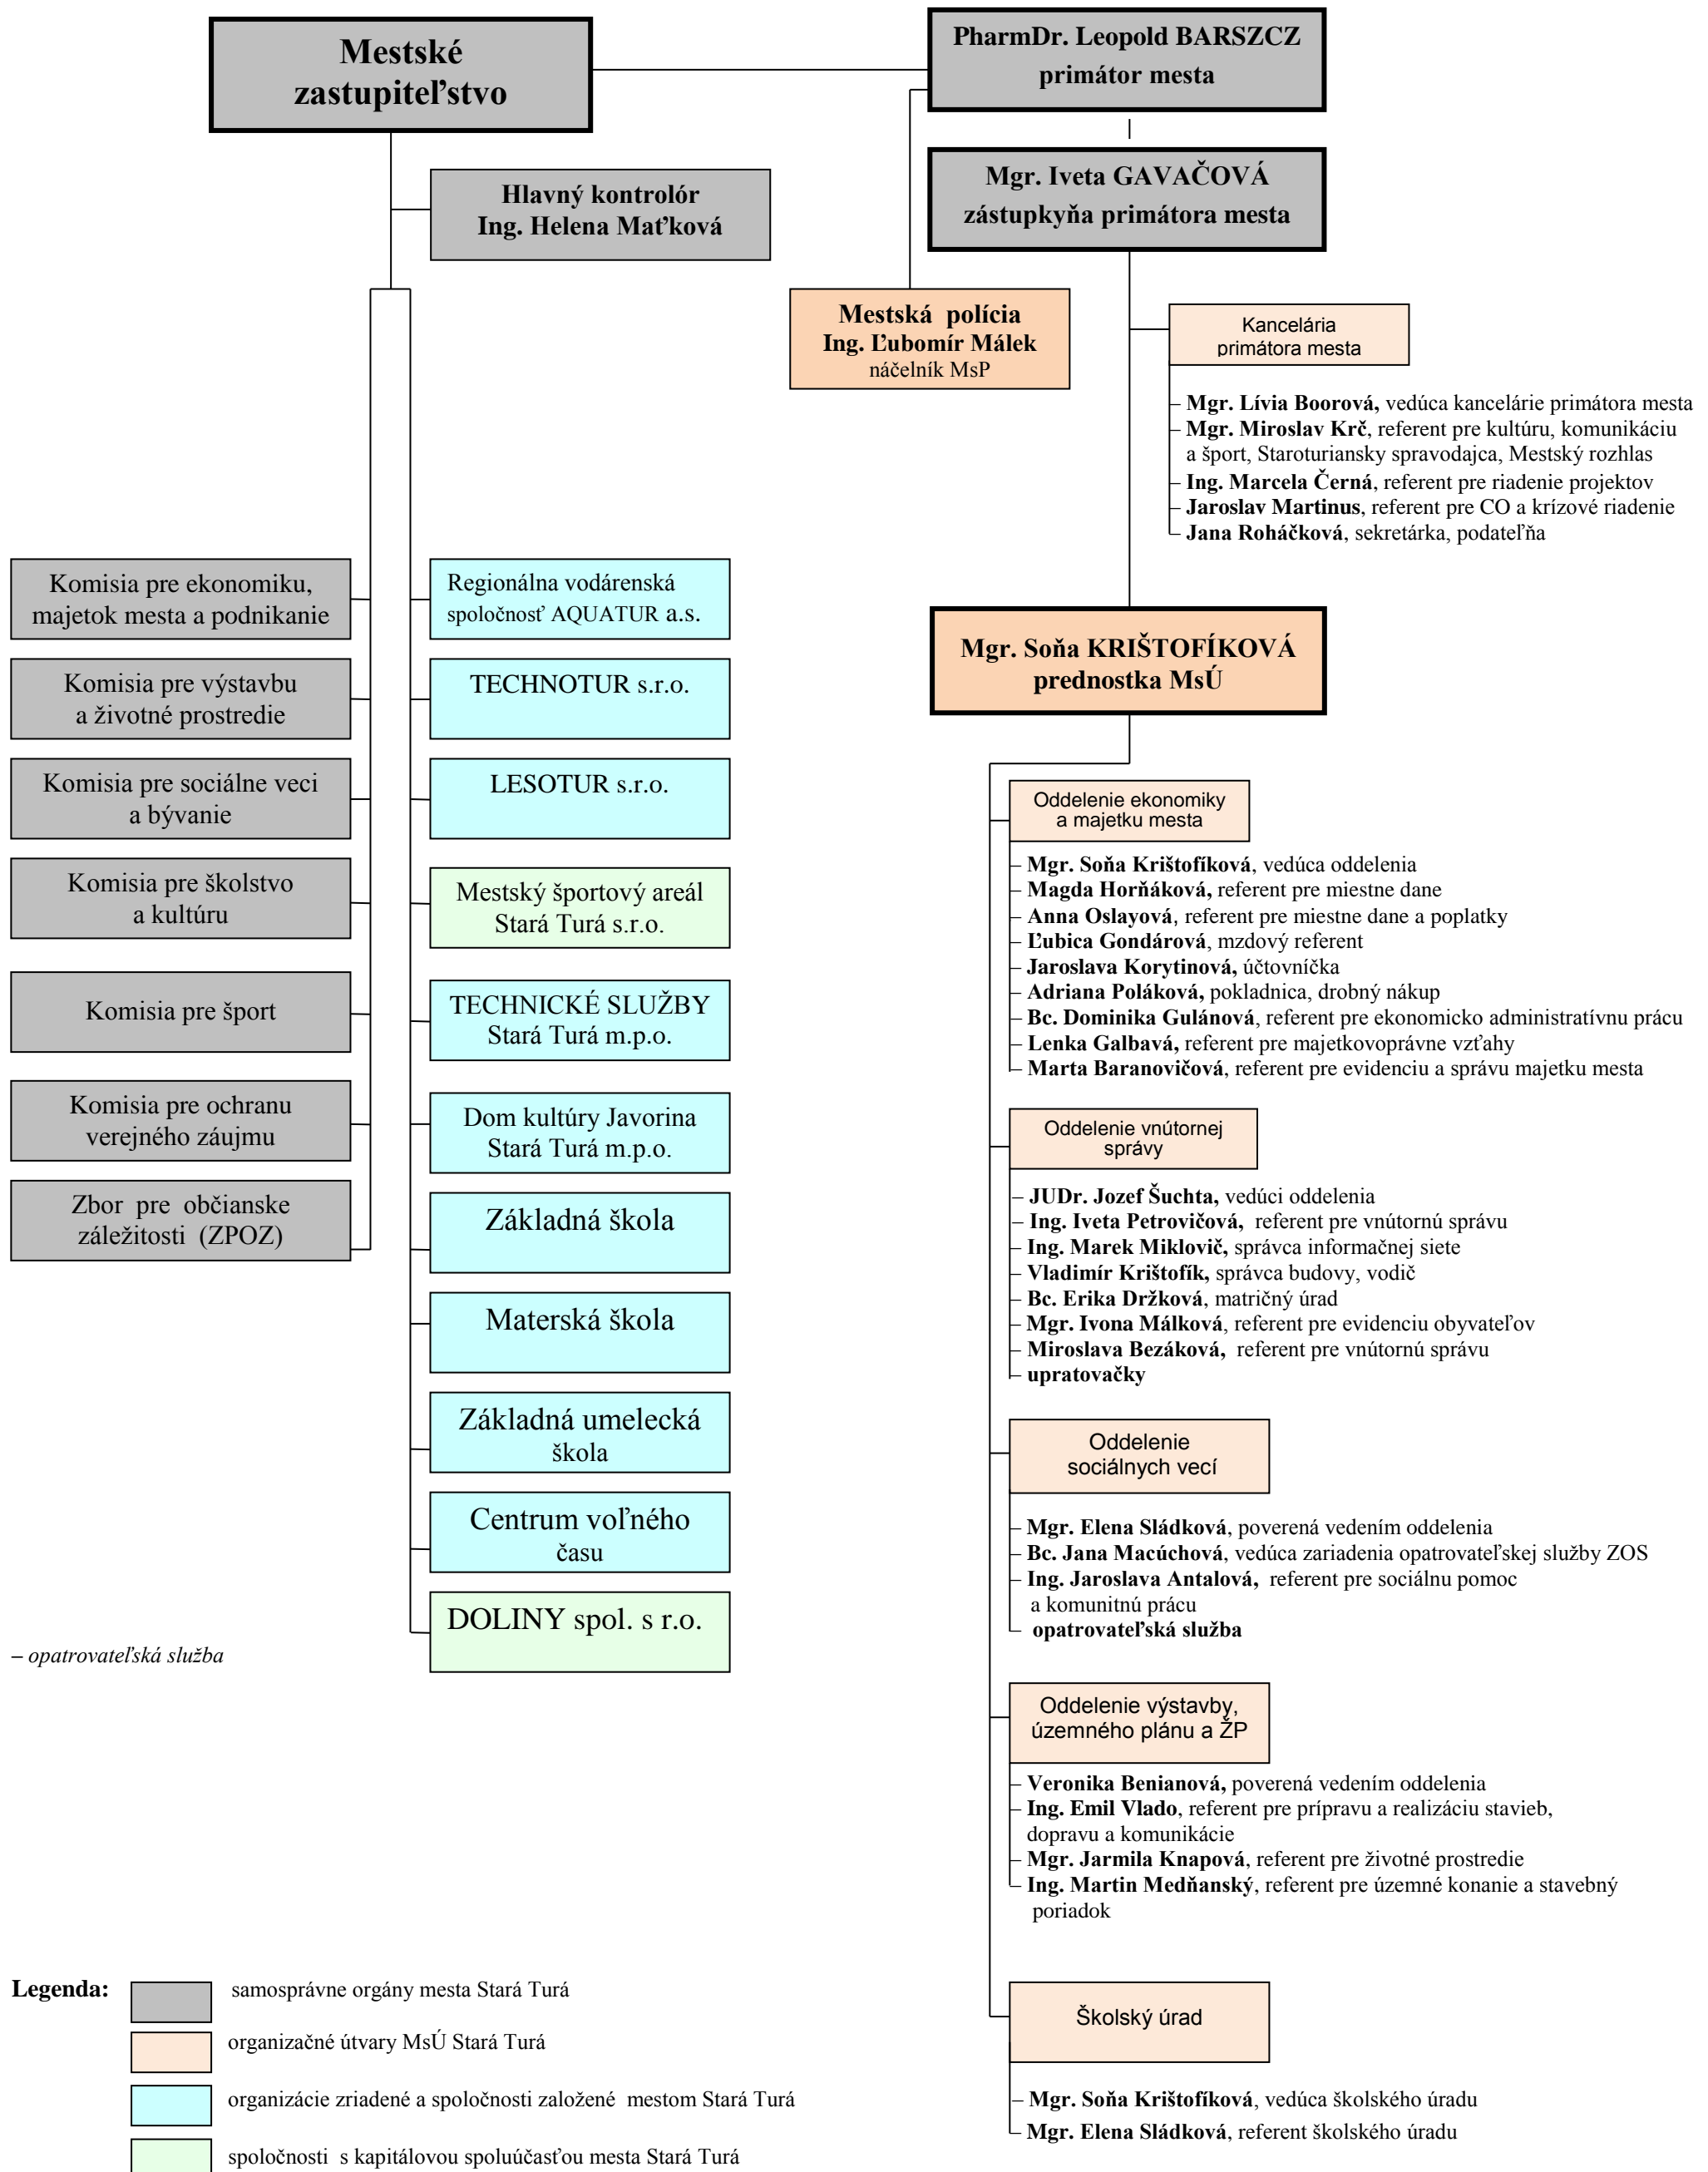 Mestské
zastupiteľstvo
PharmDr. Leopold BARSZCZ
primátor mesta
Mgr. Iveta GAVAČOVÁ
zástupkyňa primátora mesta
Hlavný kontrolór
Ing. Helena Maťková
Mestská polícia
Ing. Ľubomír Málek
náčelník MsP
Kancelária
primátora mesta
– Mgr. Lívia Boorová, vedúca kancelárie primátora mesta
– Mgr. Miroslav Krč, referent pre kultúru, komunikáciu
a šport, Staroturiansky spravodajca, Mestský rozhlas
– Ing. Marcela Černá, referent pre riadenie projektov
– Jaroslav Martinus, referent pre CO a krízové riadenie
– Jana Roháčková, sekretárka, podateľňa
Komisia pre ekonomiku,
majetok mesta a podnikanie
Komisia pre výstavbu
a životné prostredie
Komisia pre sociálne veci
a bývanie
Komisia pre školstvo
a kultúru
Komisia pre šport
Komisia pre ochranu
verejného záujmu
Zbor pre občianske
záležitosti (ZPOZ)
Regionálna vodárenská
spoločnosť AQUATUR a.s.
TECHNOTUR s.r.o.
LESOTUR s.r.o.
Mestský športový areál
Stará Turá s.r.o.
TECHNICKÉ SLUŽBY
Stará Turá m.p.o.
Dom kultúry Javorina
Stará Turá m.p.o.
Základná škola
Materská škola
Základná umelecká
škola
Centrum voľného
času
DOLINY spol. s r.o.
– opatrovateľská služba
Mgr. Soňa KRIŠTOFÍKOVÁ
prednostka MsÚ
Oddelenie ekonomiky
a majetku mesta
– Mgr. Soňa Krištofíková, vedúca oddelenia
– Magda Horňáková, referent pre miestne dane
– Anna Oslayová, referent pre miestne dane a poplatky
– Ľubica Gondárová, mzdový referent
– Jaroslava Korytinová, účtovníčka
– Adriana Poláková, pokladnica, drobný nákup
– Bc. Dominika Gulánová, referent pre ekonomicko administratívnu prácu
– Lenka Galbavá, referent pre majetkovoprávne vzťahy
– Marta Baranovičová, referent pre evidenciu a správu majetku mesta
Oddelenie vnútornej
správy
– JUDr. Jozef Šuchta, vedúci oddelenia
– Ing. Iveta Petrovičová, referent pre vnútornú správu
– Ing. Marek Miklovič, správca informačnej siete
– Vladimír Krištofík, správca budovy, vodič
– Bc. Erika Držková, matričný úrad
– Mgr. Ivona Málková, referent pre evidenciu obyvateľov
– Miroslava Bezáková, referent pre vnútornú správu
– upratovačky
Oddelenie
sociálnych vecí
– Mgr. Elena Sládková, poverená vedením oddelenia
– Bc. Jana Macúchová, vedúca zariadenia opatrovateľskej služby ZOS
– Ing. Jaroslava Antalová, referent pre sociálnu pomoc
a komunitnú prácu
– opatrovateľská služba
Oddelenie výstavby,
územného plánu a ŽP
– Veronika Benianová, poverená vedením oddelenia
– Ing. Emil Vlado, referent pre prípravu a realizáciu stavieb,
dopravu a komunikácie
– Mgr. Jarmila Knapová, referent pre životné prostredie
– Ing. Martin Medňanský, referent pre územné konanie a stavebný
poriadok
Školský úrad
– Mgr. Soňa Krištofíková, vedúca školského úradu
– Mgr. Elena Sládková, referent školského úradu
Legenda:
samosprávne orgány mesta Stará Turá
organizačné útvary MsÚ Stará Turá
organizácie zriadené a spoločnosti založené mestom Stará Turá
spoločnosti s kapitálovou spoluúčasťou mesta Stará Turá